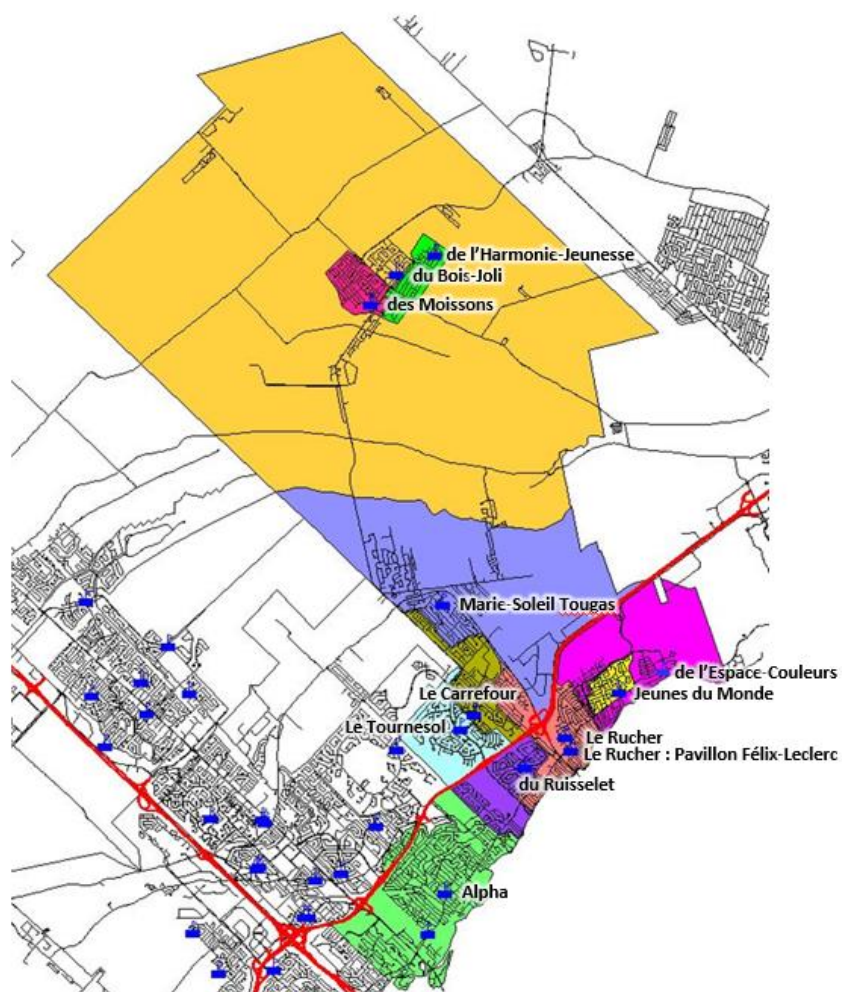 de l'Harmonie-Jeunesse
du Bois-Joli
des Moissons
Marie-Soleil Tougas
de l'Espace-Couleurs
Jeunes du Monde
Le Carrefour
Le Tournesol
Le Rucher
Le Rucher : Pavillon Félix-Leclerc
du Ruisselet
Alpha